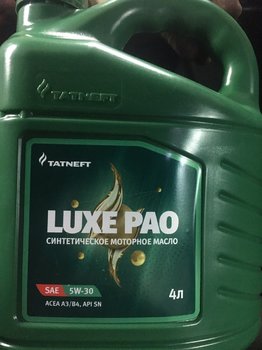 TATNEFT
TATNEFT
LUXE PAO
СИНТЕТИЧЕСКОЕ МОТОРНОЕ МАСЛО
SAE 5W-30
4л
ACEA A3/B4, API SN